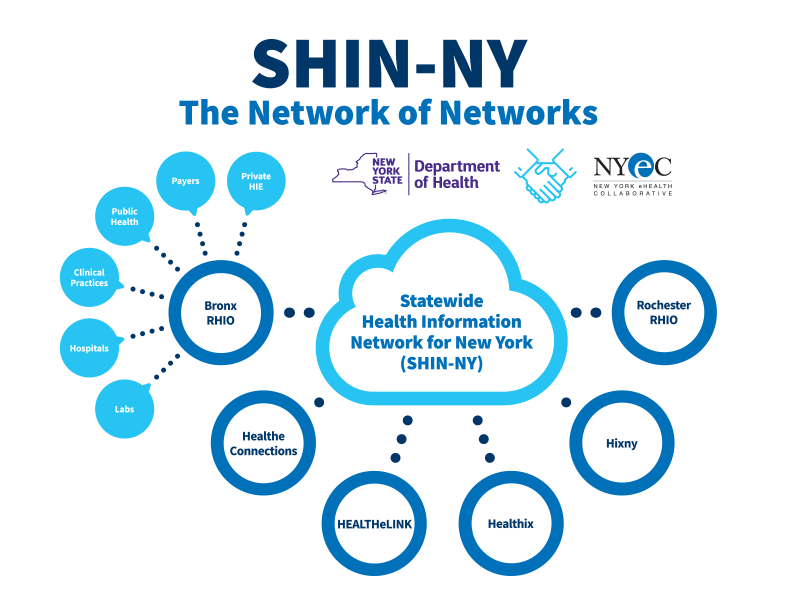 SHIN-NY
The Network of Networks
NEW
YORK
STATE
Department
of Health
NYeC
NEW YORK eHEALTH
COLLABORATIVE
Payers
Private
HIE
Public
Health
Clinical
Practices
Hospitals
Labs
Bronx
RHIO
Statewide
Health Information
Network for New York
(SHIN-NY)
Rochester
RHIO
Healthe
Connections
HEALTHeLINK
Healthix
Hixny